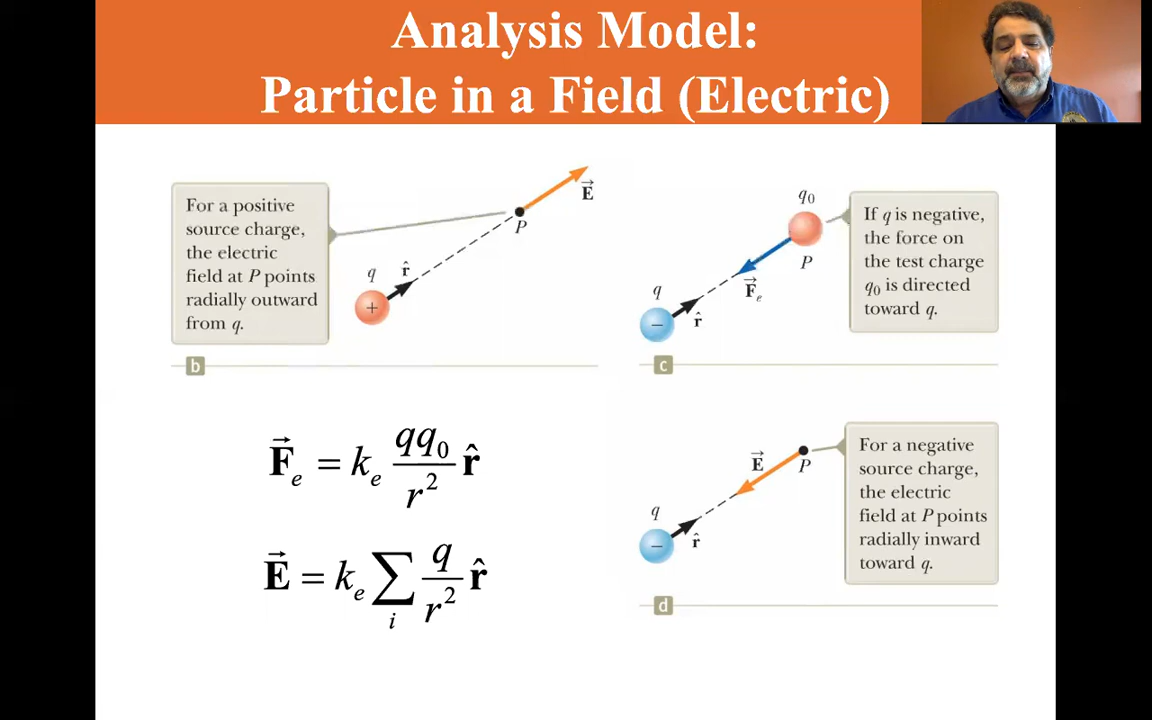 Analysis Model:
Particle in a Field (Electric)
For a positive
source charge,
the electric
field at P points
radially outward
from q.
E⃗
P
q
r̂
+
b
q₀
P
F⃗ₑ
q
r̂
−
If q is negative,
the force on
the test charge
q₀ is directed
toward q.
c
F⃗ₑ = kₑ qq₀/r² r̂
E⃗ = kₑ ∑ᵢ q/r² r̂
E⃗
P
q
r̂
−
For a negative
source charge,
the electric
field at P points
radially inward
toward q.
d